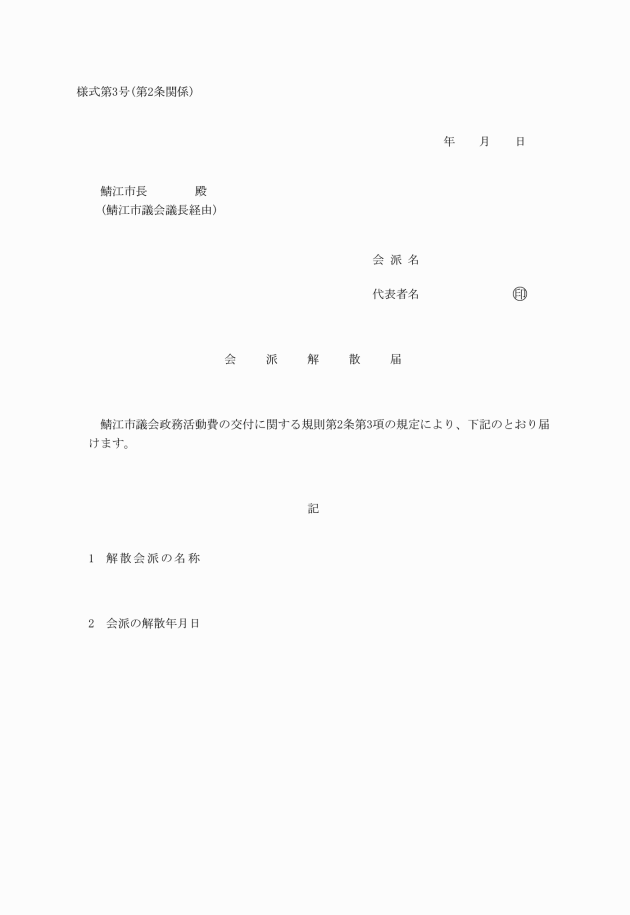 様式第3号(第2条関係)
年　　月　　日
鯖江市長　　　　殿
(鯖江市議会議長経由)
会 派 名
代表者名　　　　　　　　㊞
会　　派　　解　　散　　届
鯖江市議会政務活動費の交付に関する規則第2条第3項の規定により、下記のとおり届
けます。
記
1　解散会派の名称
2　会派の解散年月日